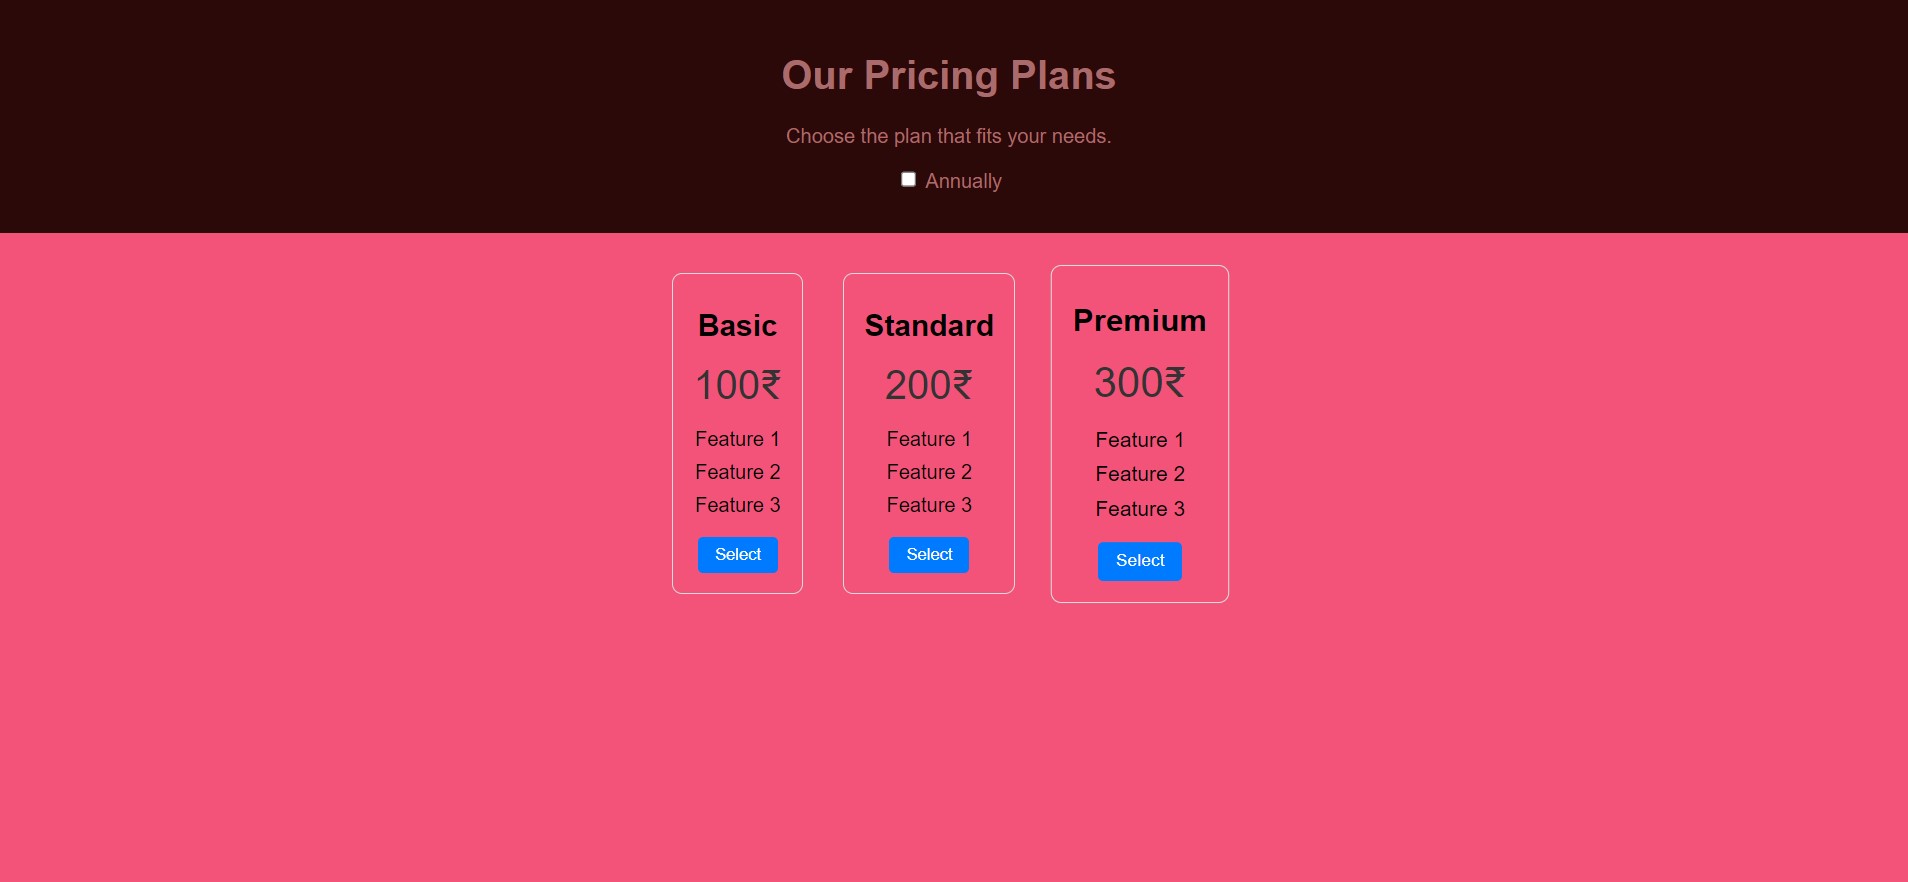 Our Pricing Plans
Choose the plan that fits your needs.
Annually
Basic
100₹
Feature 1
Feature 2
Feature 3
Select
Standard
200₹
Feature 1
Feature 2
Feature 3
Select
Premium
300₹
Feature 1
Feature 2
Feature 3
Select